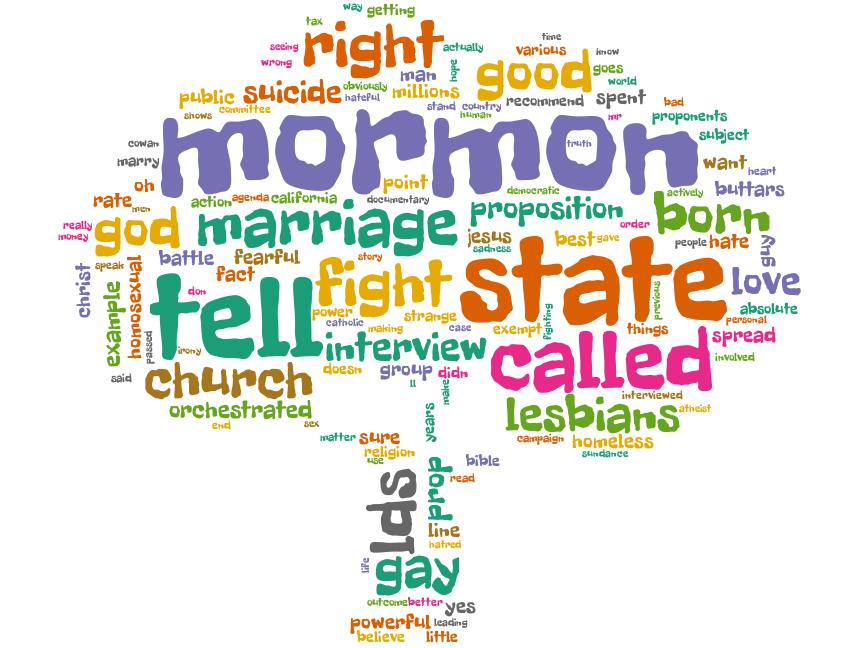 way getting
tax
right
time
seeing
actually
various
know
wrong
man
hope
good
goes
world
public
suicide
obviously
hateful
millions
stand
country
recommend
spent
bad
shows
committee
human
mr
proponents
cowan
mormon
truth
subject
marry
point
want
heart
oh
rate
men
action
agenda
california
documentary
democratic
actively
buttars
really
money
god
marriage
proposition
order
born
jesus
sadness
best
gave
people
hate
guy
christ
speak
homosexual
battle
fearful
story
fact
fight
state
previous
love
example
don
tell
power
strange
catholic
making
case
exempt
fighting
things
absolute
personal
spread
passed
irony
interview
called
involved
said
church
doesn
group
didn
ll
make
interviewed
orchestrated
lesbians
atheist
end
sex
years
matter
sure
campaign
homeless
religion
use
sundance
bible
lds
prop
read
line
hatred
life
gay
outcome
better
yes
powerful
leading
believe
little